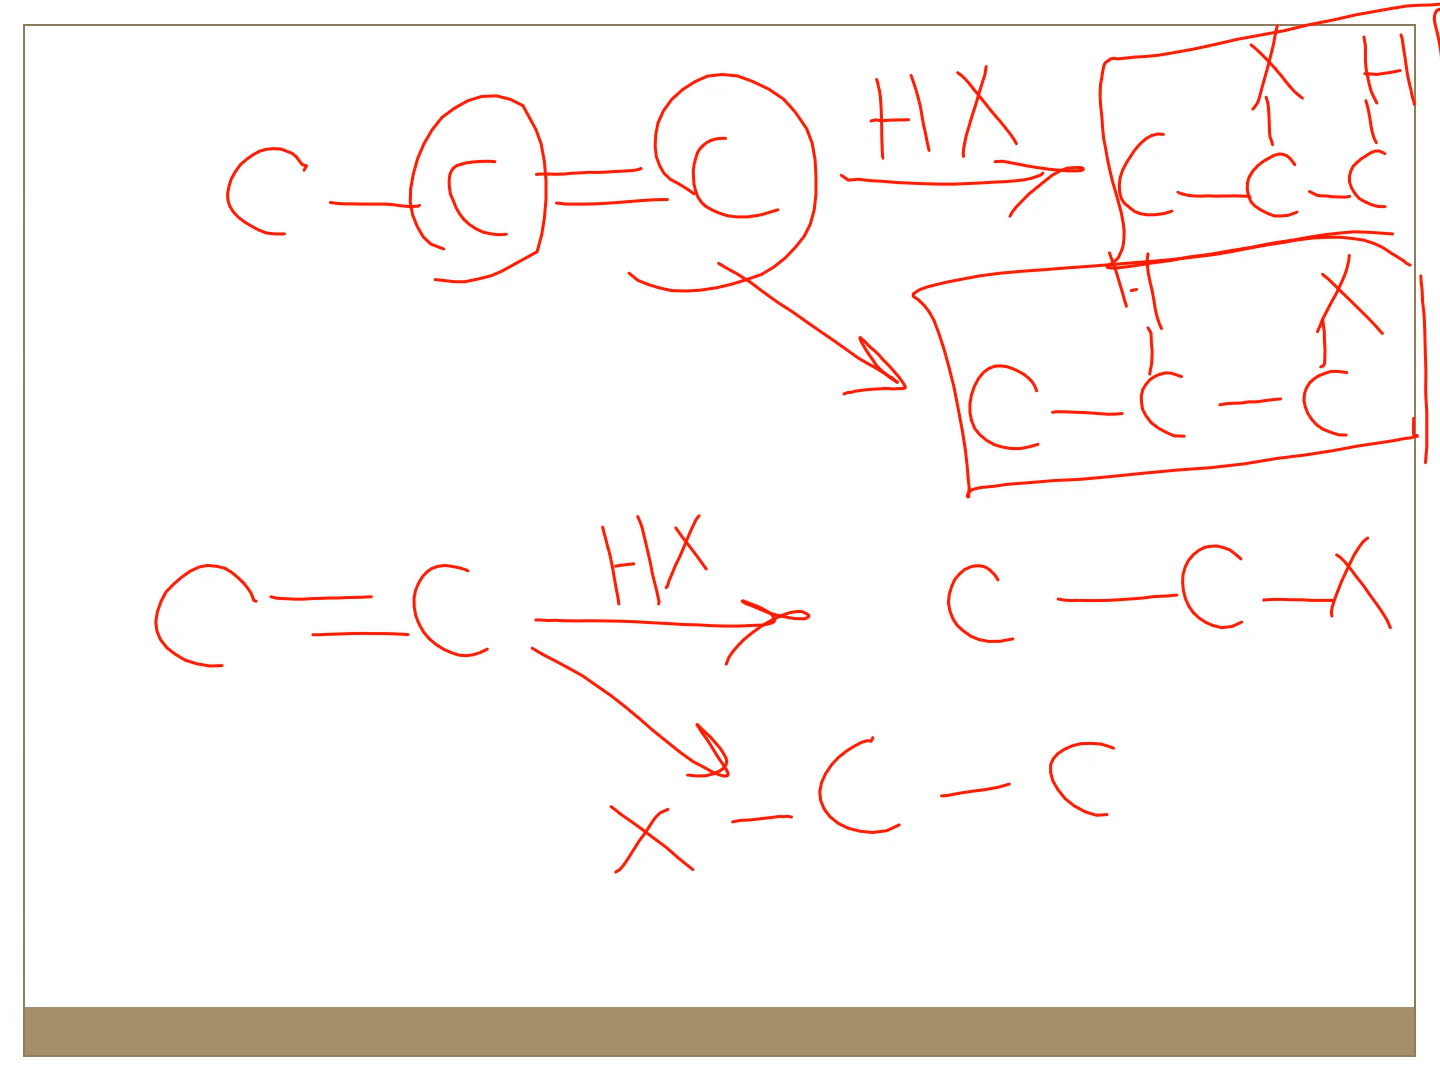 X H
C - C = C HX → C - C - C
H X
C - C - C
C = C HX → C - C - X
X - C - C